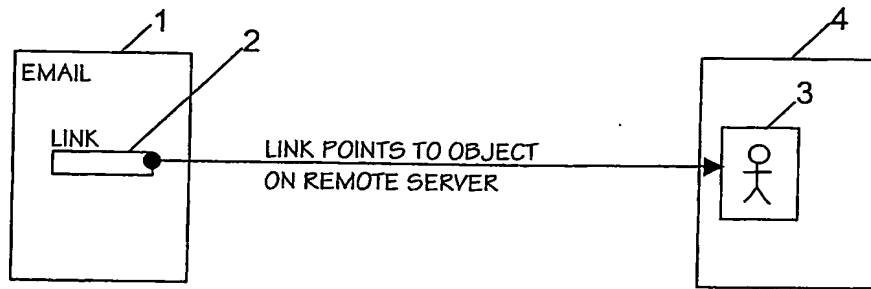 1
2
4
EMAIL
3
LINK
LINK POINTS TO OBJECT
ON REMOTE SERVER